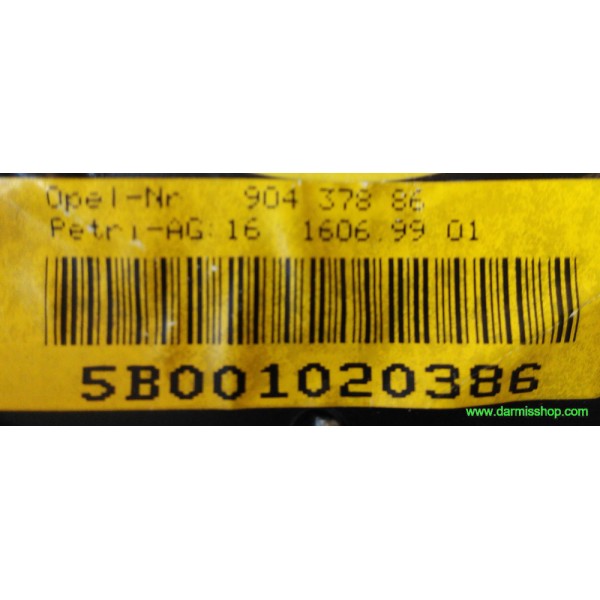 Opel-Nr 904 378 86
Petri-AG: 16 1606.99 01
5B001020386
www.darmisshop.com